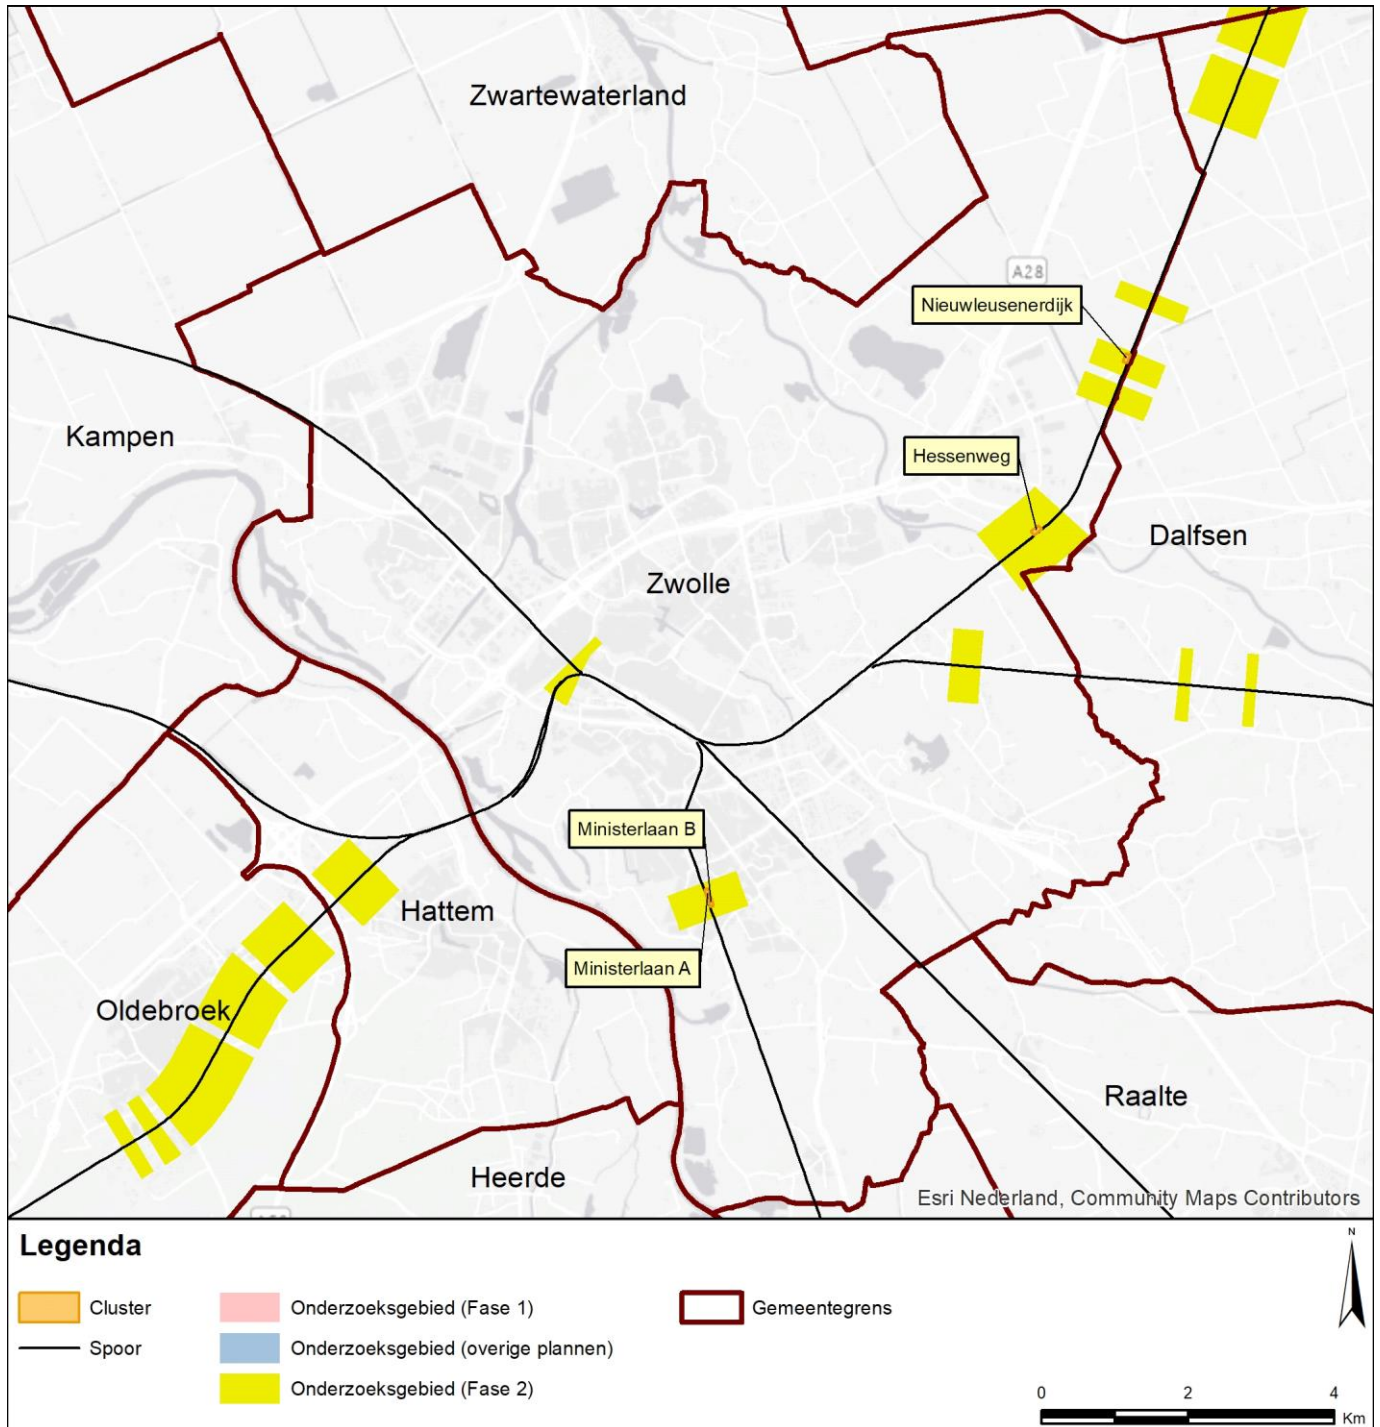 Zwartewaterland
A28
Nieuwleusenerdijk
Kampen
Hessenweg
Dalfsen
Zwolle
Ministerlaan B
Hattem
Ministerlaan A
Oldebroek
Raalte
Heerde
Esri Nederland, Community Maps Contributors
Legenda
N
Cluster
Onderzoeksgebied (Fase 1)
Gemeentegrens
Spoor
Onderzoeksgebied (overige plannen)
Onderzoeksgebied (Fase 2)
0 2 4
Km